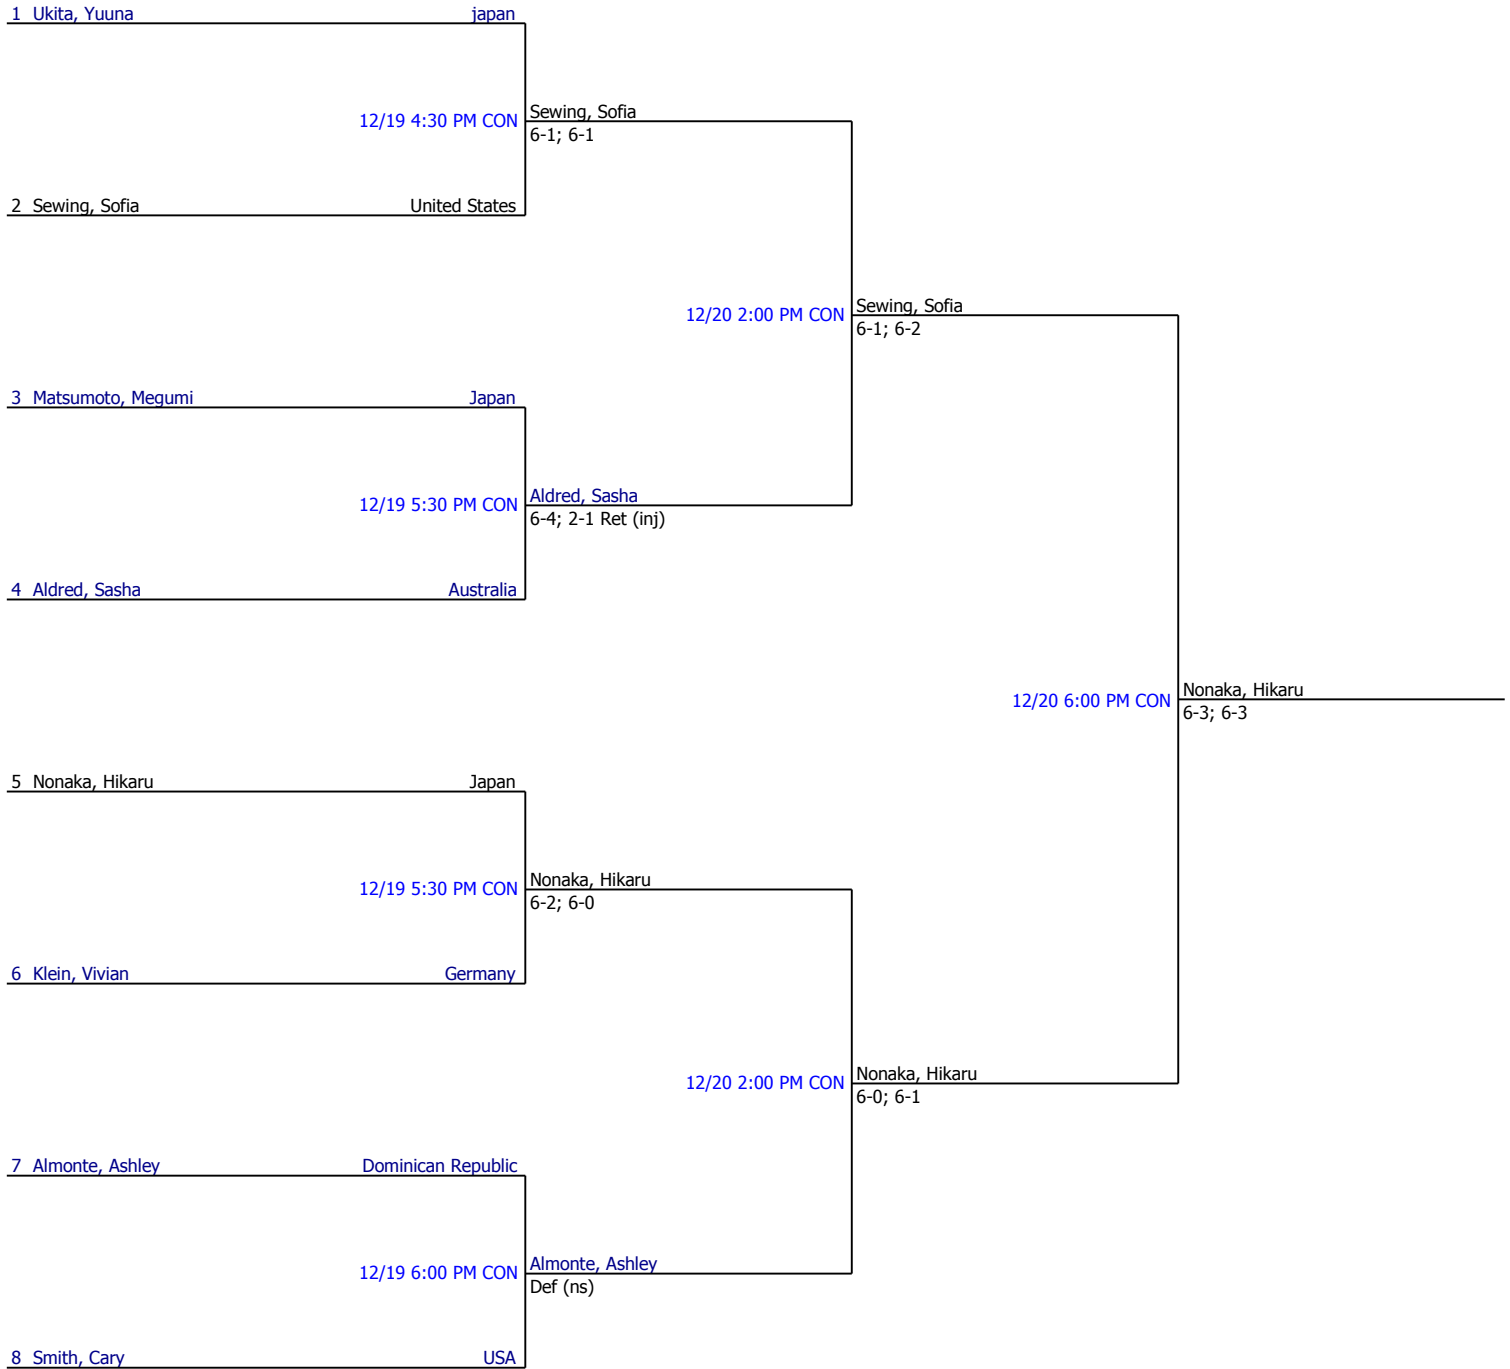 1 Ukita, Yuuna japan
12/19 4:30 PM CON
Sewing, Sofia
6-1; 6-1
2 Sewing, Sofia United States
12/20 2:00 PM CON
Sewing, Sofia
6-1; 6-2
3 Matsumoto, Megumi Japan
12/19 5:30 PM CON
Aldred, Sasha
6-4; 2-1 Ret (inj)
4 Aldred, Sasha Australia
12/20 6:00 PM CON
Nonaka, Hikaru
6-3; 6-3
5 Nonaka, Hikaru Japan
12/19 5:30 PM CON
Nonaka, Hikaru
6-2; 6-0
6 Klein, Vivian Germany
12/20 2:00 PM CON
Nonaka, Hikaru
6-0; 6-1
7 Almonte, Ashley Dominican Republic
12/19 6:00 PM CON
Almonte, Ashley
Def (ns)
8 Smith, Cary USA